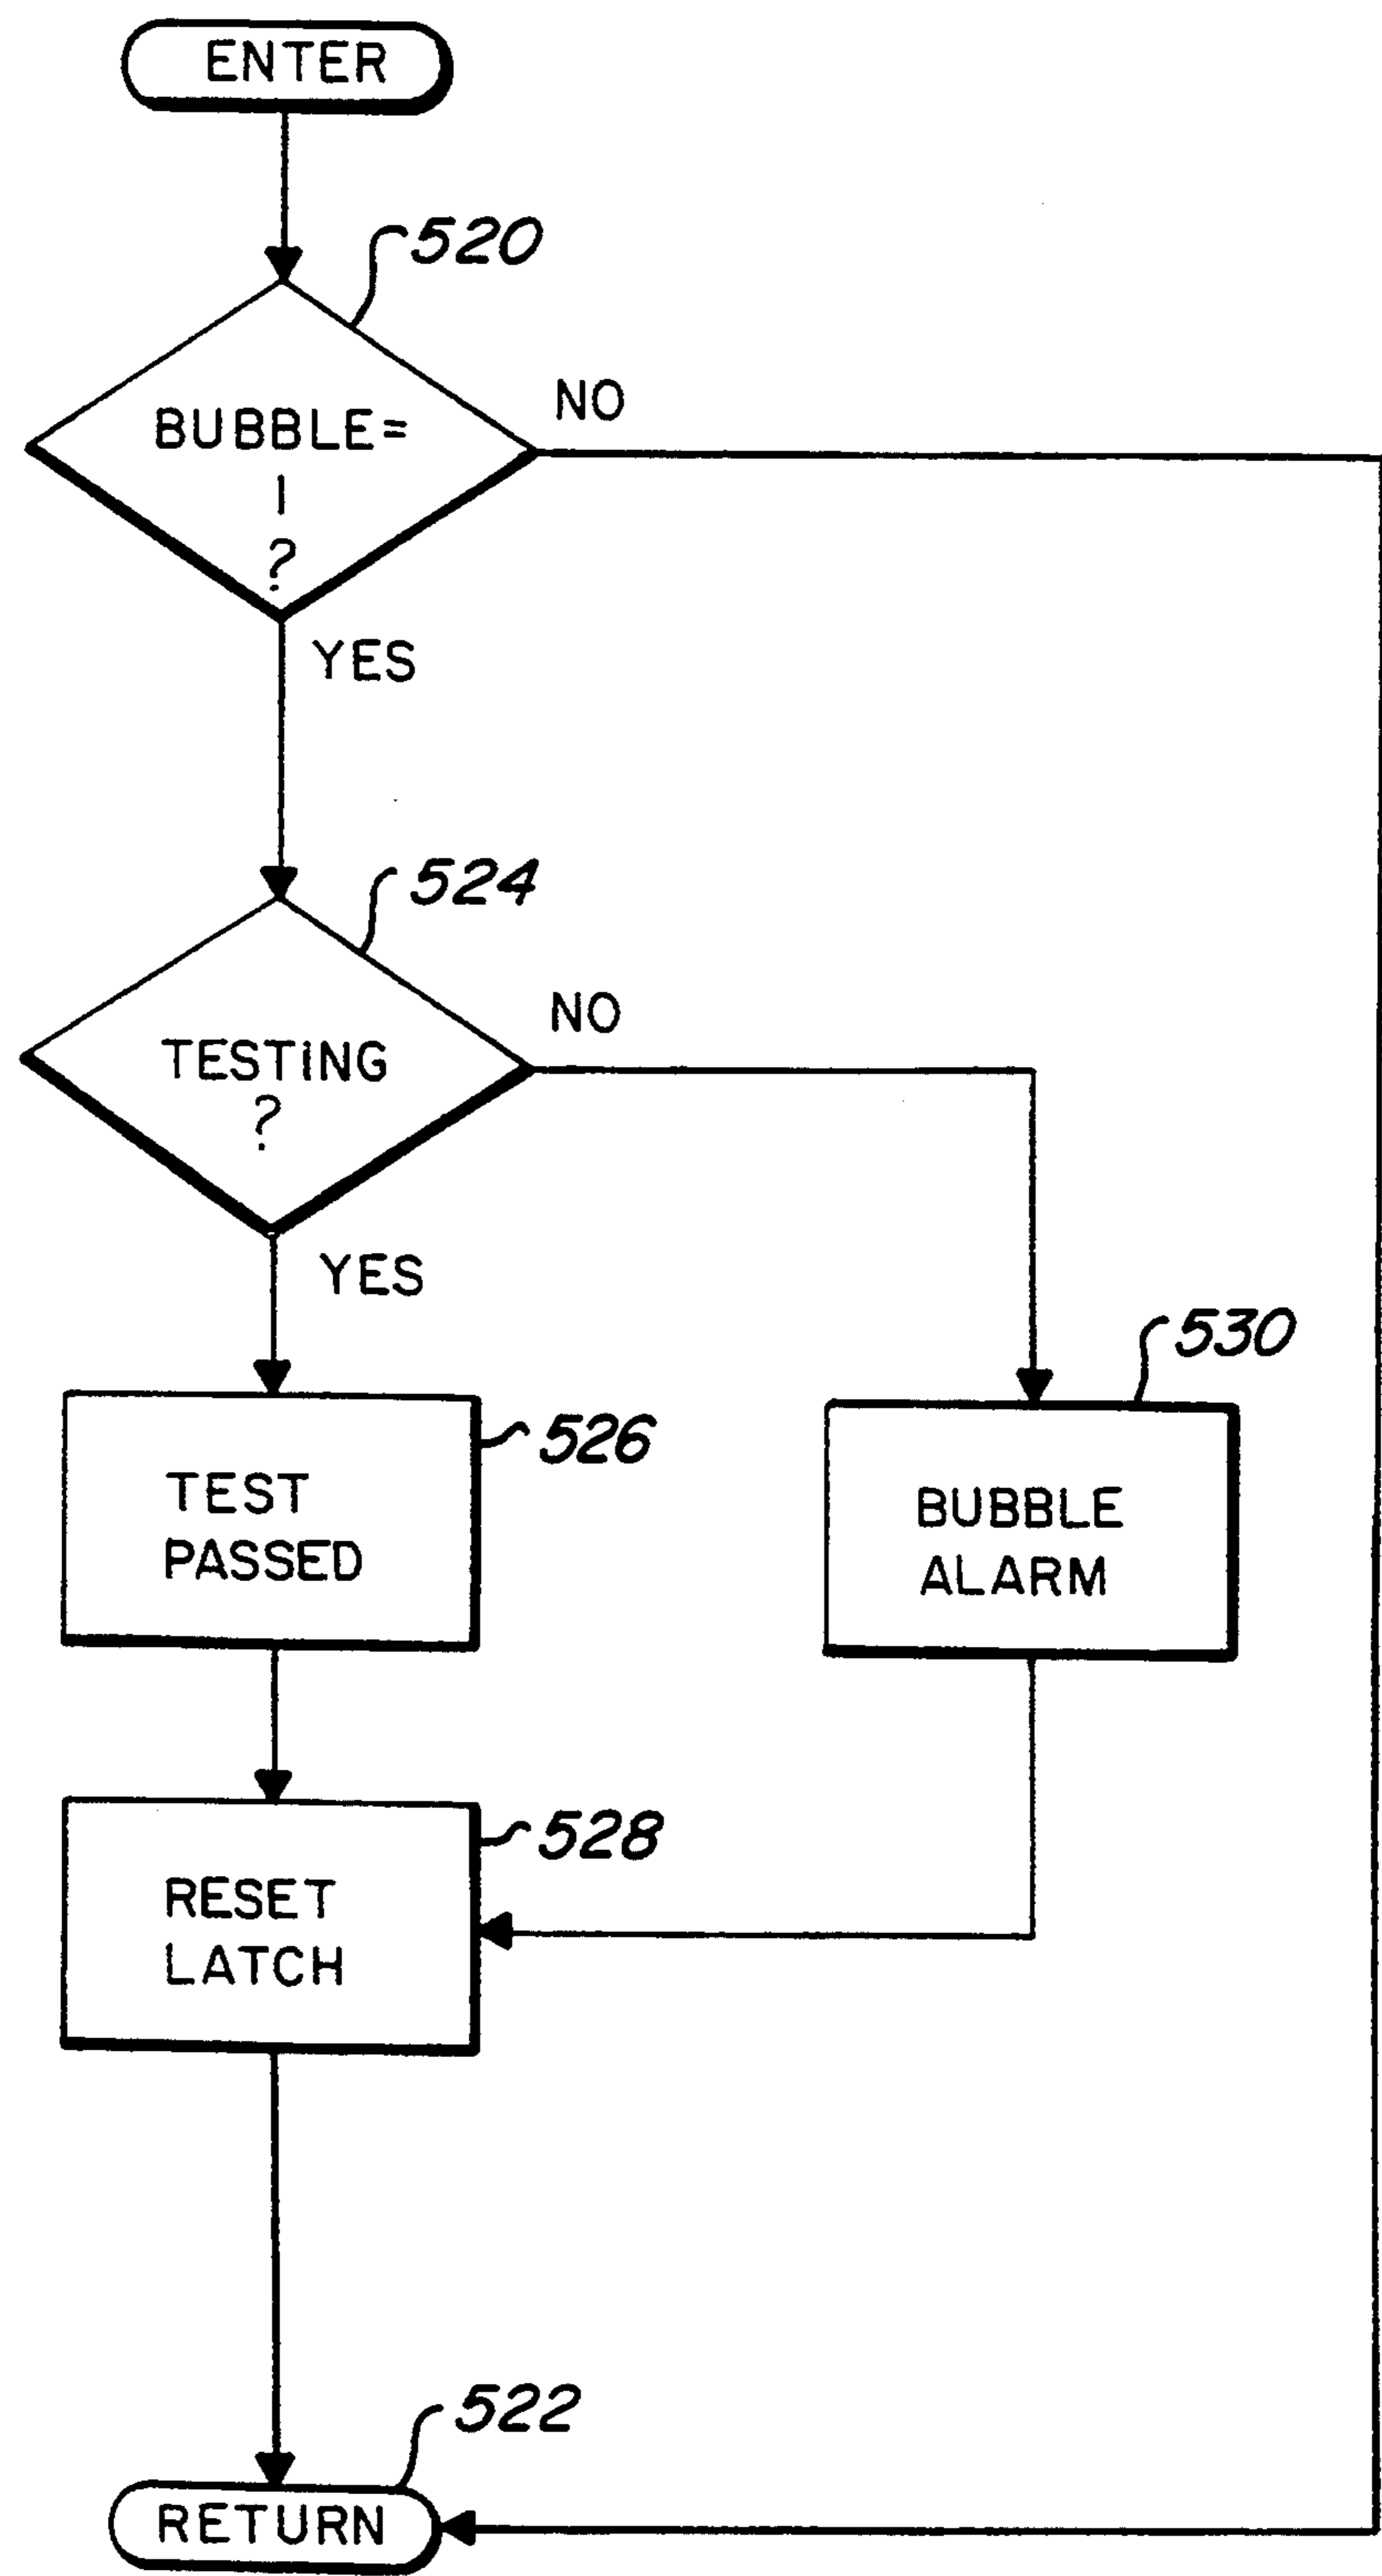 ENTER
520
BUBBLE=
1
?
NO
YES
524
TESTING
?
NO
YES
530
526
TEST
PASSED
BUBBLE
ALARM
528
RESET
LATCH
522
RETURN